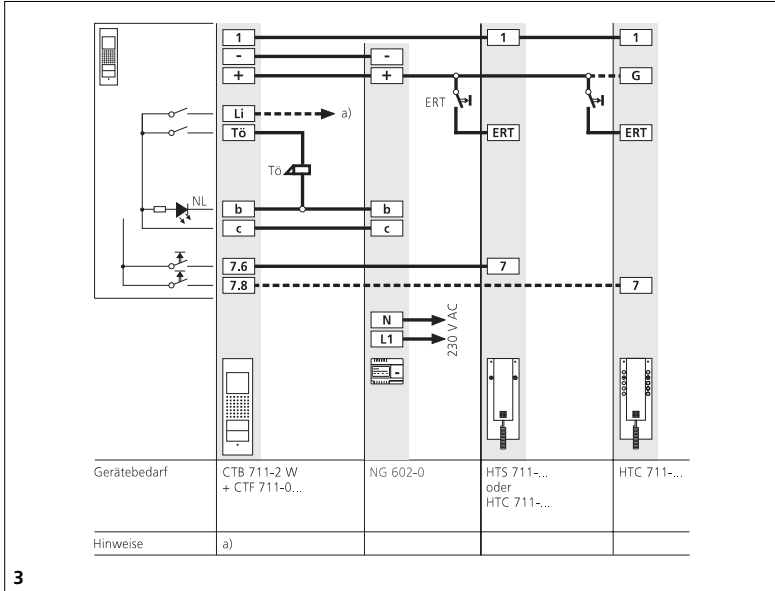 1 1 1
- -
+ + G
ERT
Li a)
Tö ERT ERT
Tö
NL
b b
c c
7.6 7
7.8 7
N
L1
230 V AC
Gerätebedarf CTB 711-2 W NG 602-0 HTS 711-... HTC 711-...
+ CTF 711-0... oder
HTC 711-...
Hinweise a)
3